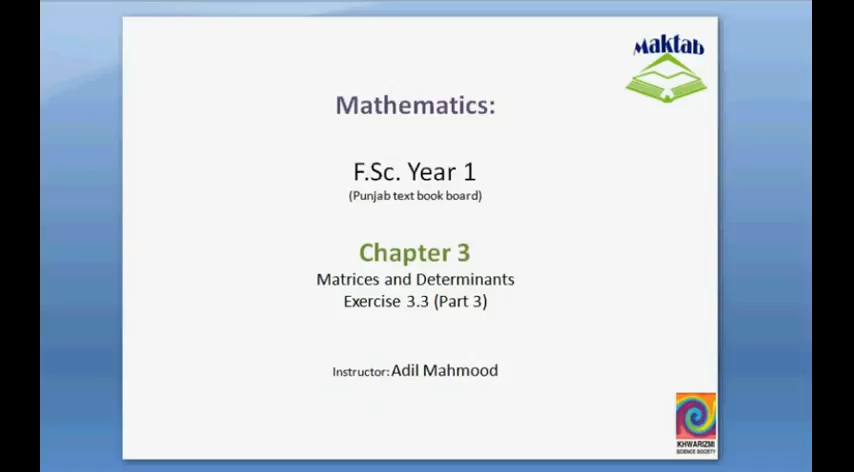 Maktab
Mathematics:
F.Sc. Year 1
(Punjab text book board)
Chapter 3
Matrices and Determinants
Exercise 3.3 (Part 3)
Instructor: Adil Mahmood
KHWARIZMI
SCIENCE SOCIETY